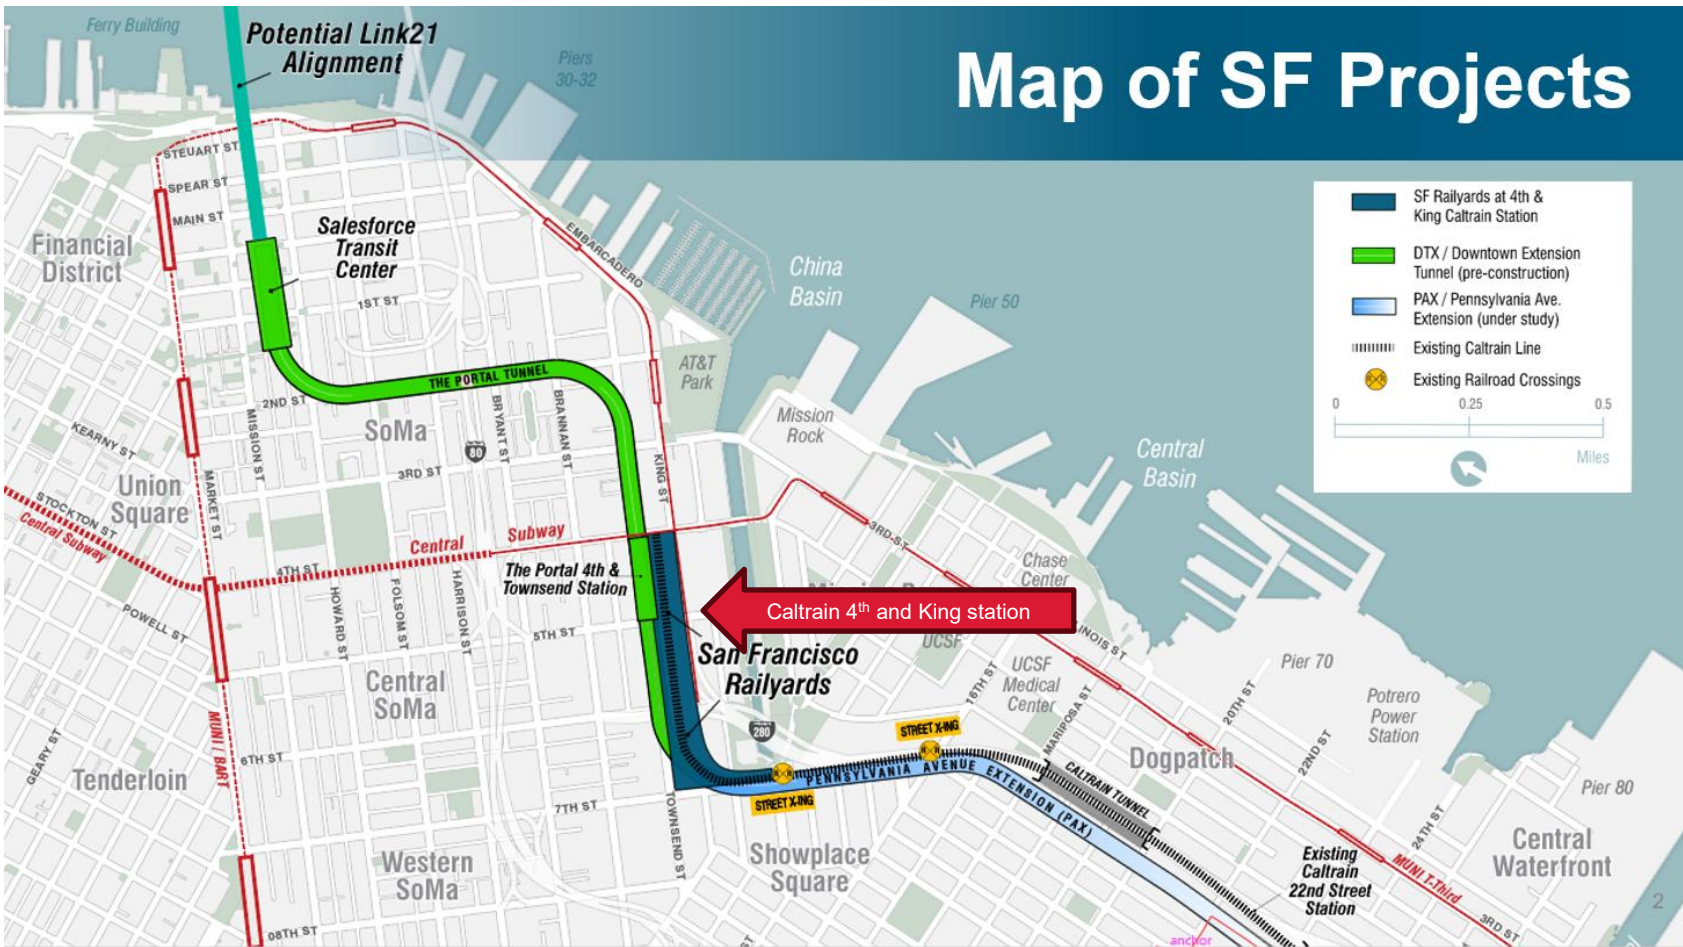 Ferry Building
Potential Link21
Alignment
Piers
30-32
Map of SF Projects
STEUART ST
SPEAR ST
MAIN ST
Financial
District
Salesforce
Transit
Center
1ST ST
EMBARCADERO
China
Basin
Pier 50
SF Railyards at 4th &
King Caltrain Station
DTX / Downtown Extension
Tunnel (pre-construction)
PAX / Pennsylvania Ave.
Extension (under study)
Existing Caltrain Line
Existing Railroad Crossings
0 0.25 0.5
Miles
THE PORTAL TUNNEL
AT&T
Park
2ND ST
MISSION ST
SoMa
BRYANT ST
BRANNAN ST
80
Mission
Rock
KEARNY ST
3RD ST
KING ST
Central
Basin
Union
Square
MARKET ST
STOCKTON ST
Central Subway
Central
Subway
4TH ST
3RD ST
The Portal 4th &
Townsend Station
Chase
Center
Caltrain 4th and King station
HOWARD ST
FOLSOM ST
HARRISON ST
POWELL ST
5TH ST
UCSF
San Francisco
Railyards
UCSF
Medical
Center
16TH ST
MARIPOSA ST
20TH ST
22ND ST
Pier 70
Potrero
Power
Station
Central
SoMa
MUNI / BART
GEARY ST
6TH ST
280
STREET X-ING
Dogpatch
Tenderloin
7TH ST
STREET X-ING
PENNSYLVANIA AVENUE EXTENSION (PAX)
CALTRAIN TUNNEL
TOWNSEND ST
Pier 80
24TH ST
Central
Waterfront
Western
SoMa
Showplace
Square
Existing
Caltrain
22nd Street
Station
MUNI T-Third
3RD ST
08TH ST
anchor
2